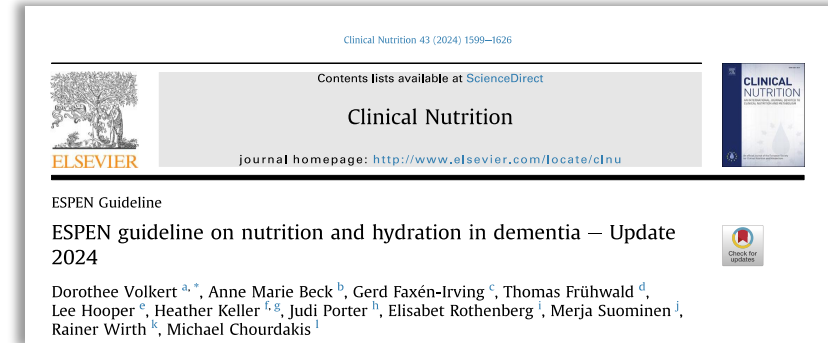 Clinical Nutrition 43 (2024) 1599–1626
Contents lists available at ScienceDirect
Clinical Nutrition
journal homepage: http://www.elsevier.com/locate/clnu
ELSEVIER
CLINICAL
NUTRITION
ESPEN Guideline
ESPEN guideline on nutrition and hydration in dementia – Update
2024
Check for
updates
Dorothee Volkert a, *, Anne Marie Beck b, Gerd Faxén-Irving c, Thomas Frühwald d,
Lee Hooper e, Heather Keller f, g, Judi Porter h, Elisabet Rothenberg i, Merja Suominen j,
Rainer Wirth k, Michael Chourdakis l